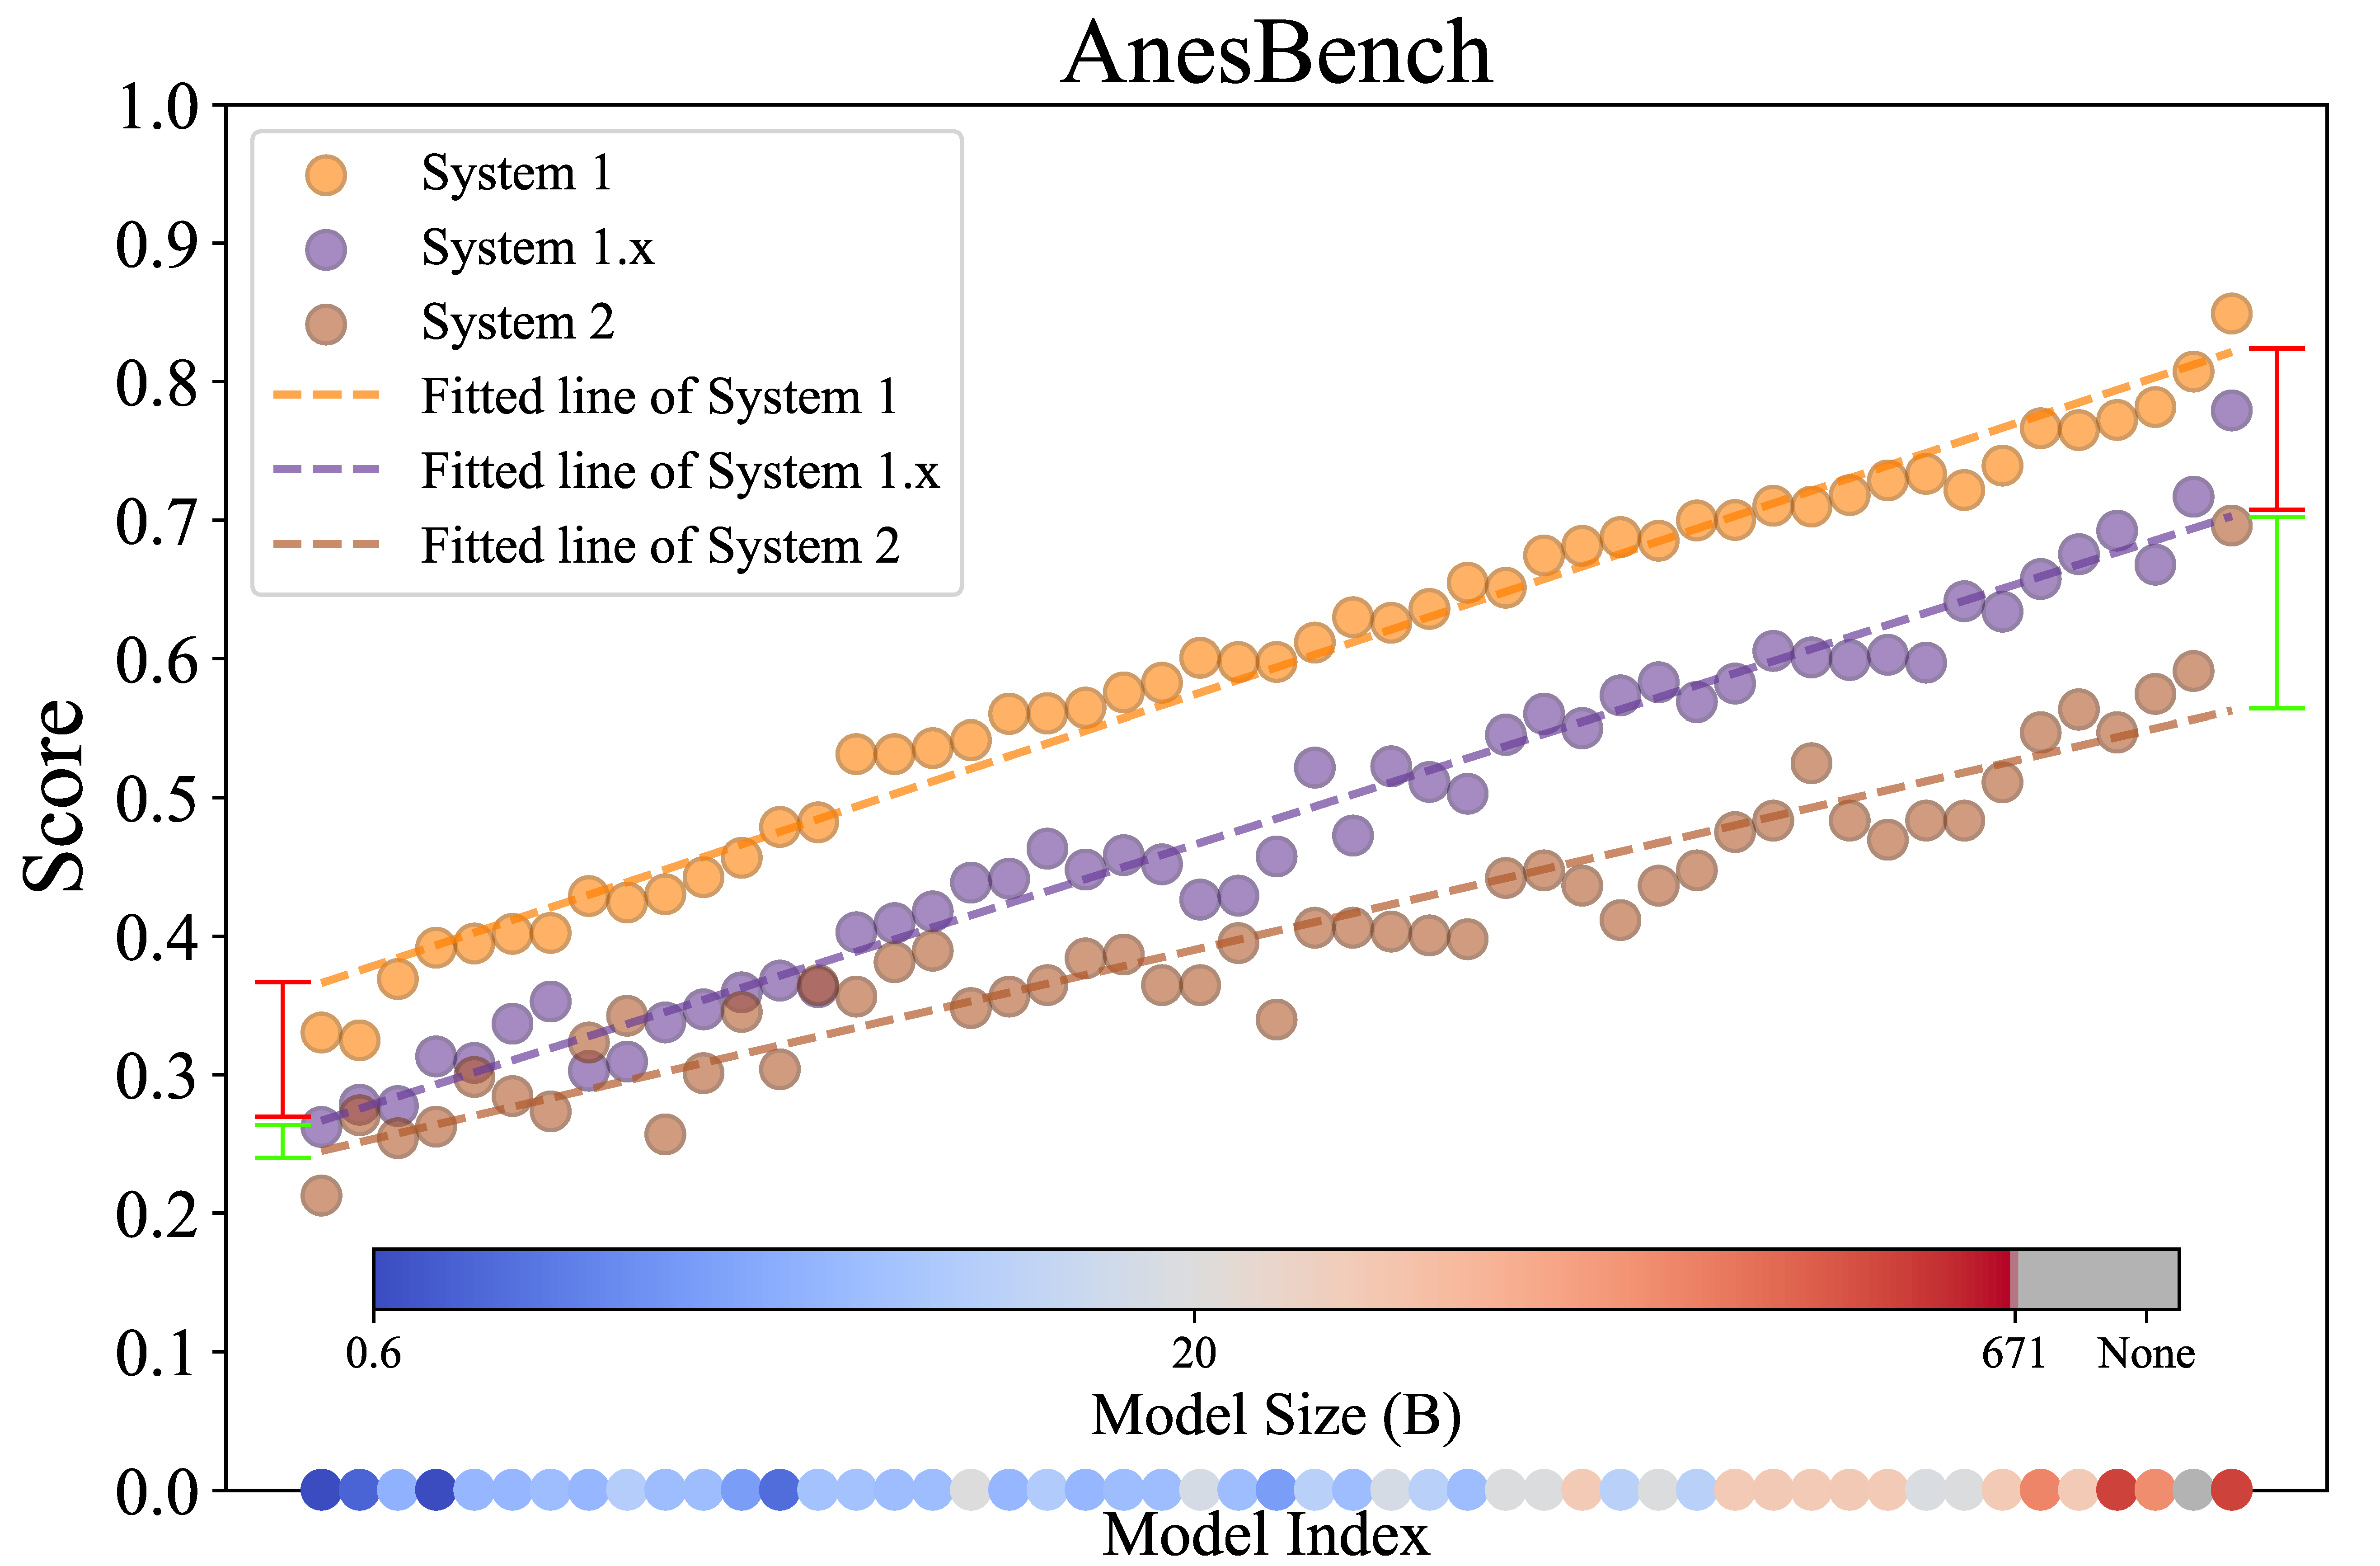 AnesBench
1.0
0.9
0.8
0.7
0.6
0.5
0.4
0.3
0.2
0.1
0.0
Score
System 1
System 1.x
System 2
Fitted line of System 1
Fitted line of System 1.x
Fitted line of System 2
0.6 20 671 None
Model Size (B)
Model Index